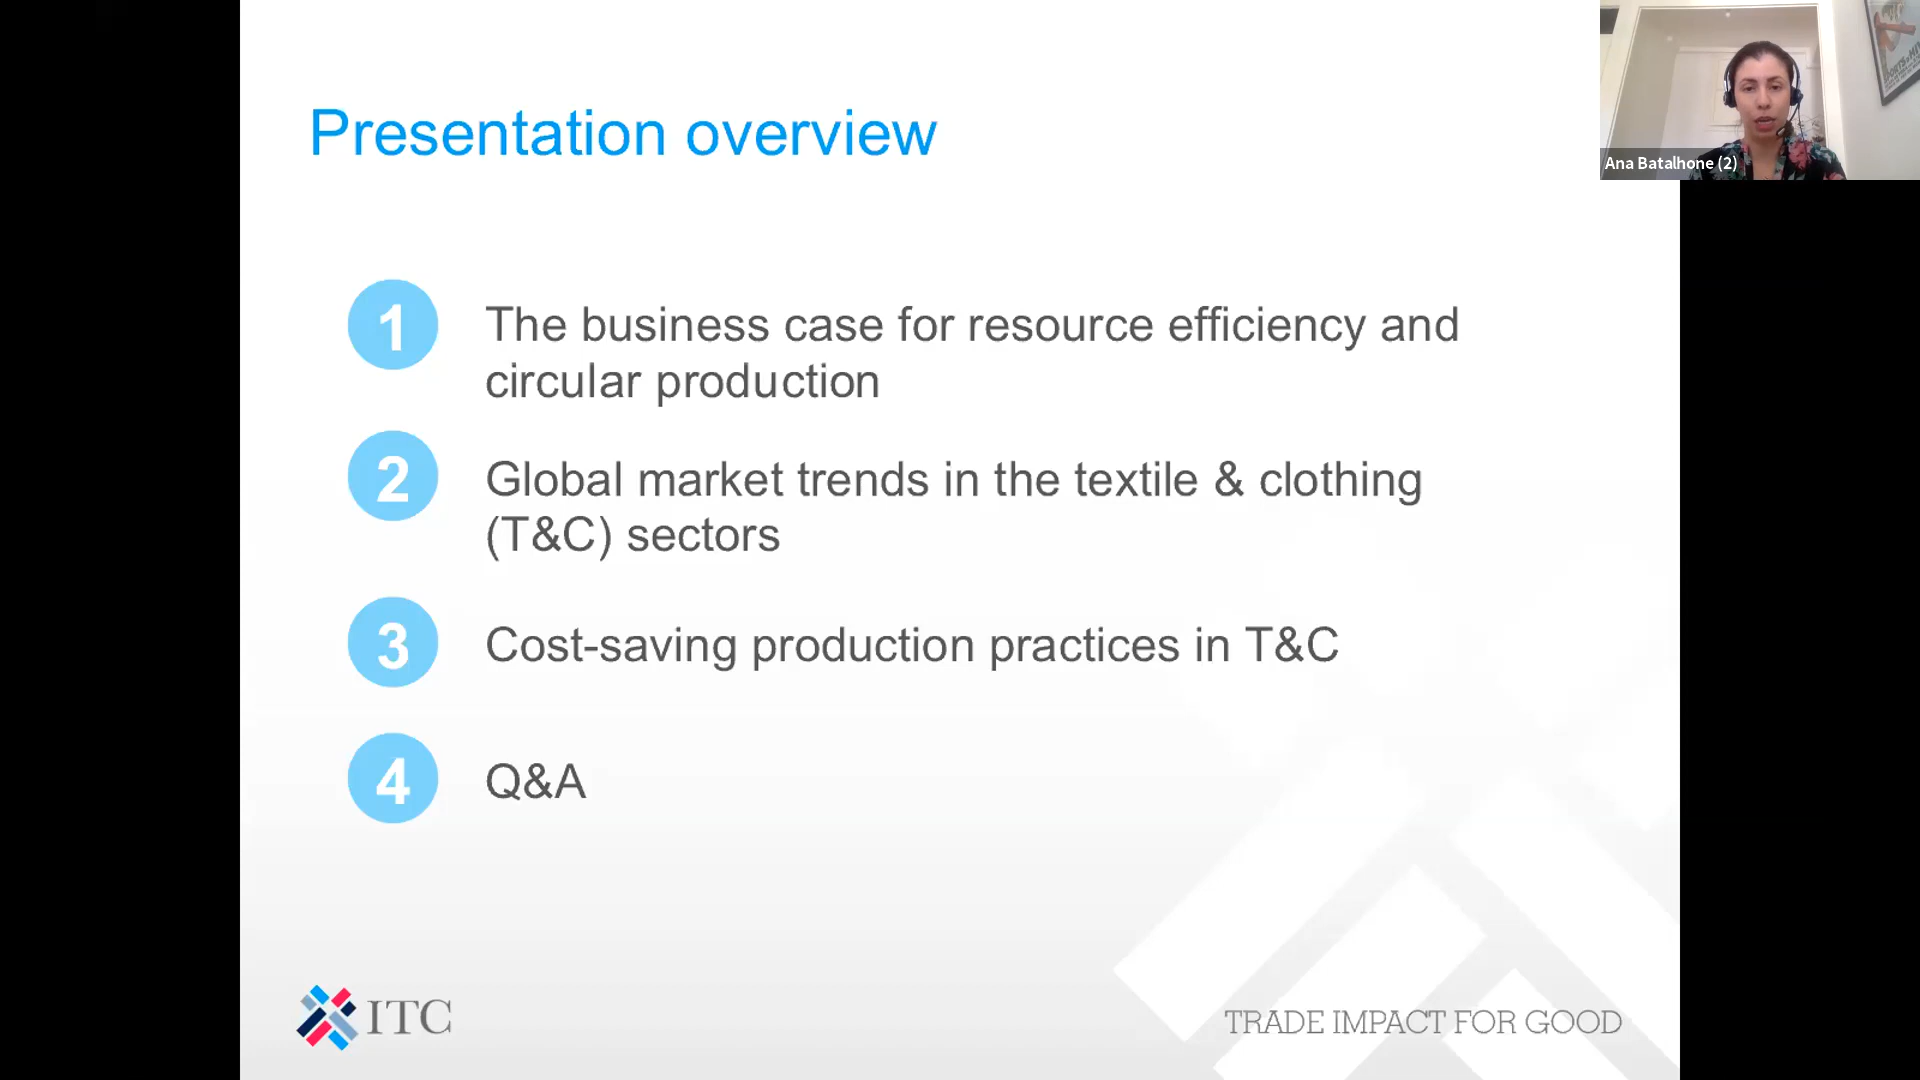 Presentation overview
Ana Batalhone (2)
1
The business case for resource efficiency and
circular production
2
Global market trends in the textile & clothing
(T&C) sectors
3
Cost-saving production practices in T&C
4
Q&A
ITC
TRADE IMPACT FOR GOOD